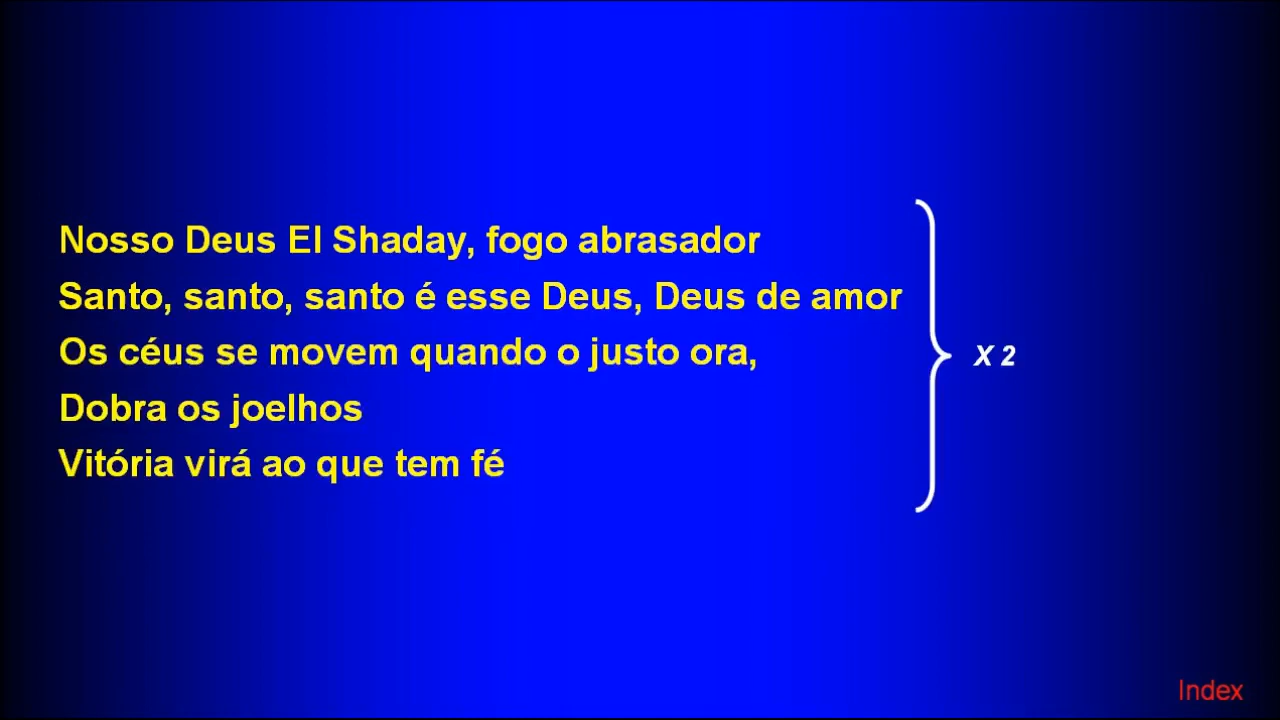 Nosso Deus El Shaday, fogo abrasador
Santo, santo, santo é esse Deus, Deus de amor
Os céus se movem quando o justo ora,
Dobra os joelhos
Vitória virá ao que tem fé
X 2
Index